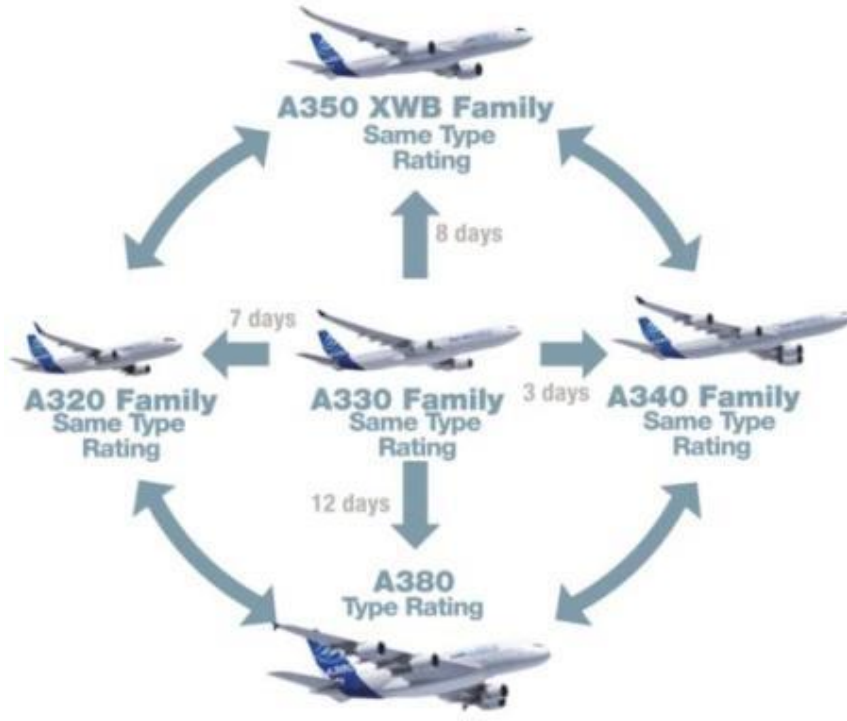 A350 XWB Family
Same Type
Rating
8 days
7 days
A320 Family
Same Type
Rating
A330 Family
Same Type
Rating
3 days
A340 Family
Same Type
Rating
12 days
A380
Type Rating